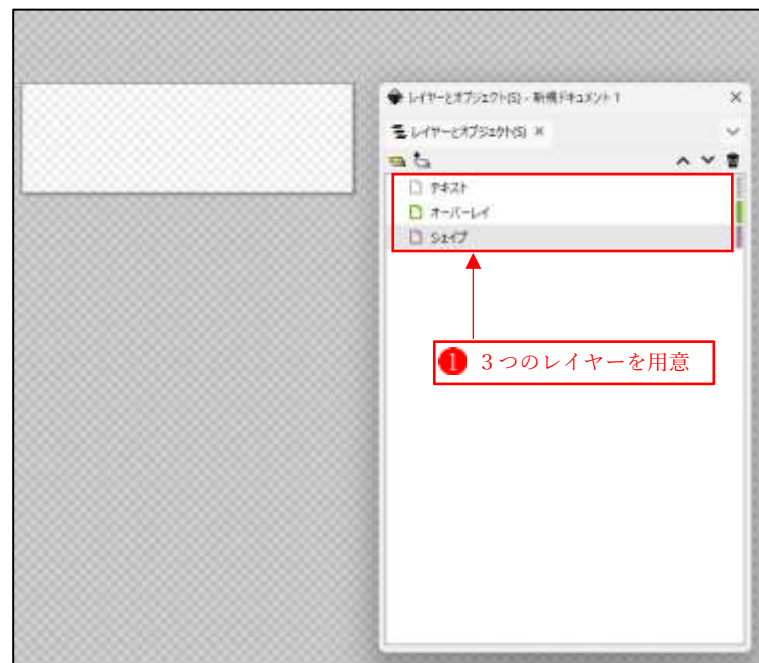 レイヤーとオブジェクト(S) - 新規ドキュメント 1
レイヤーとオブジェクト(S)
テキスト
オーバーレイ
シェイプ
1 3つのレイヤーを用意